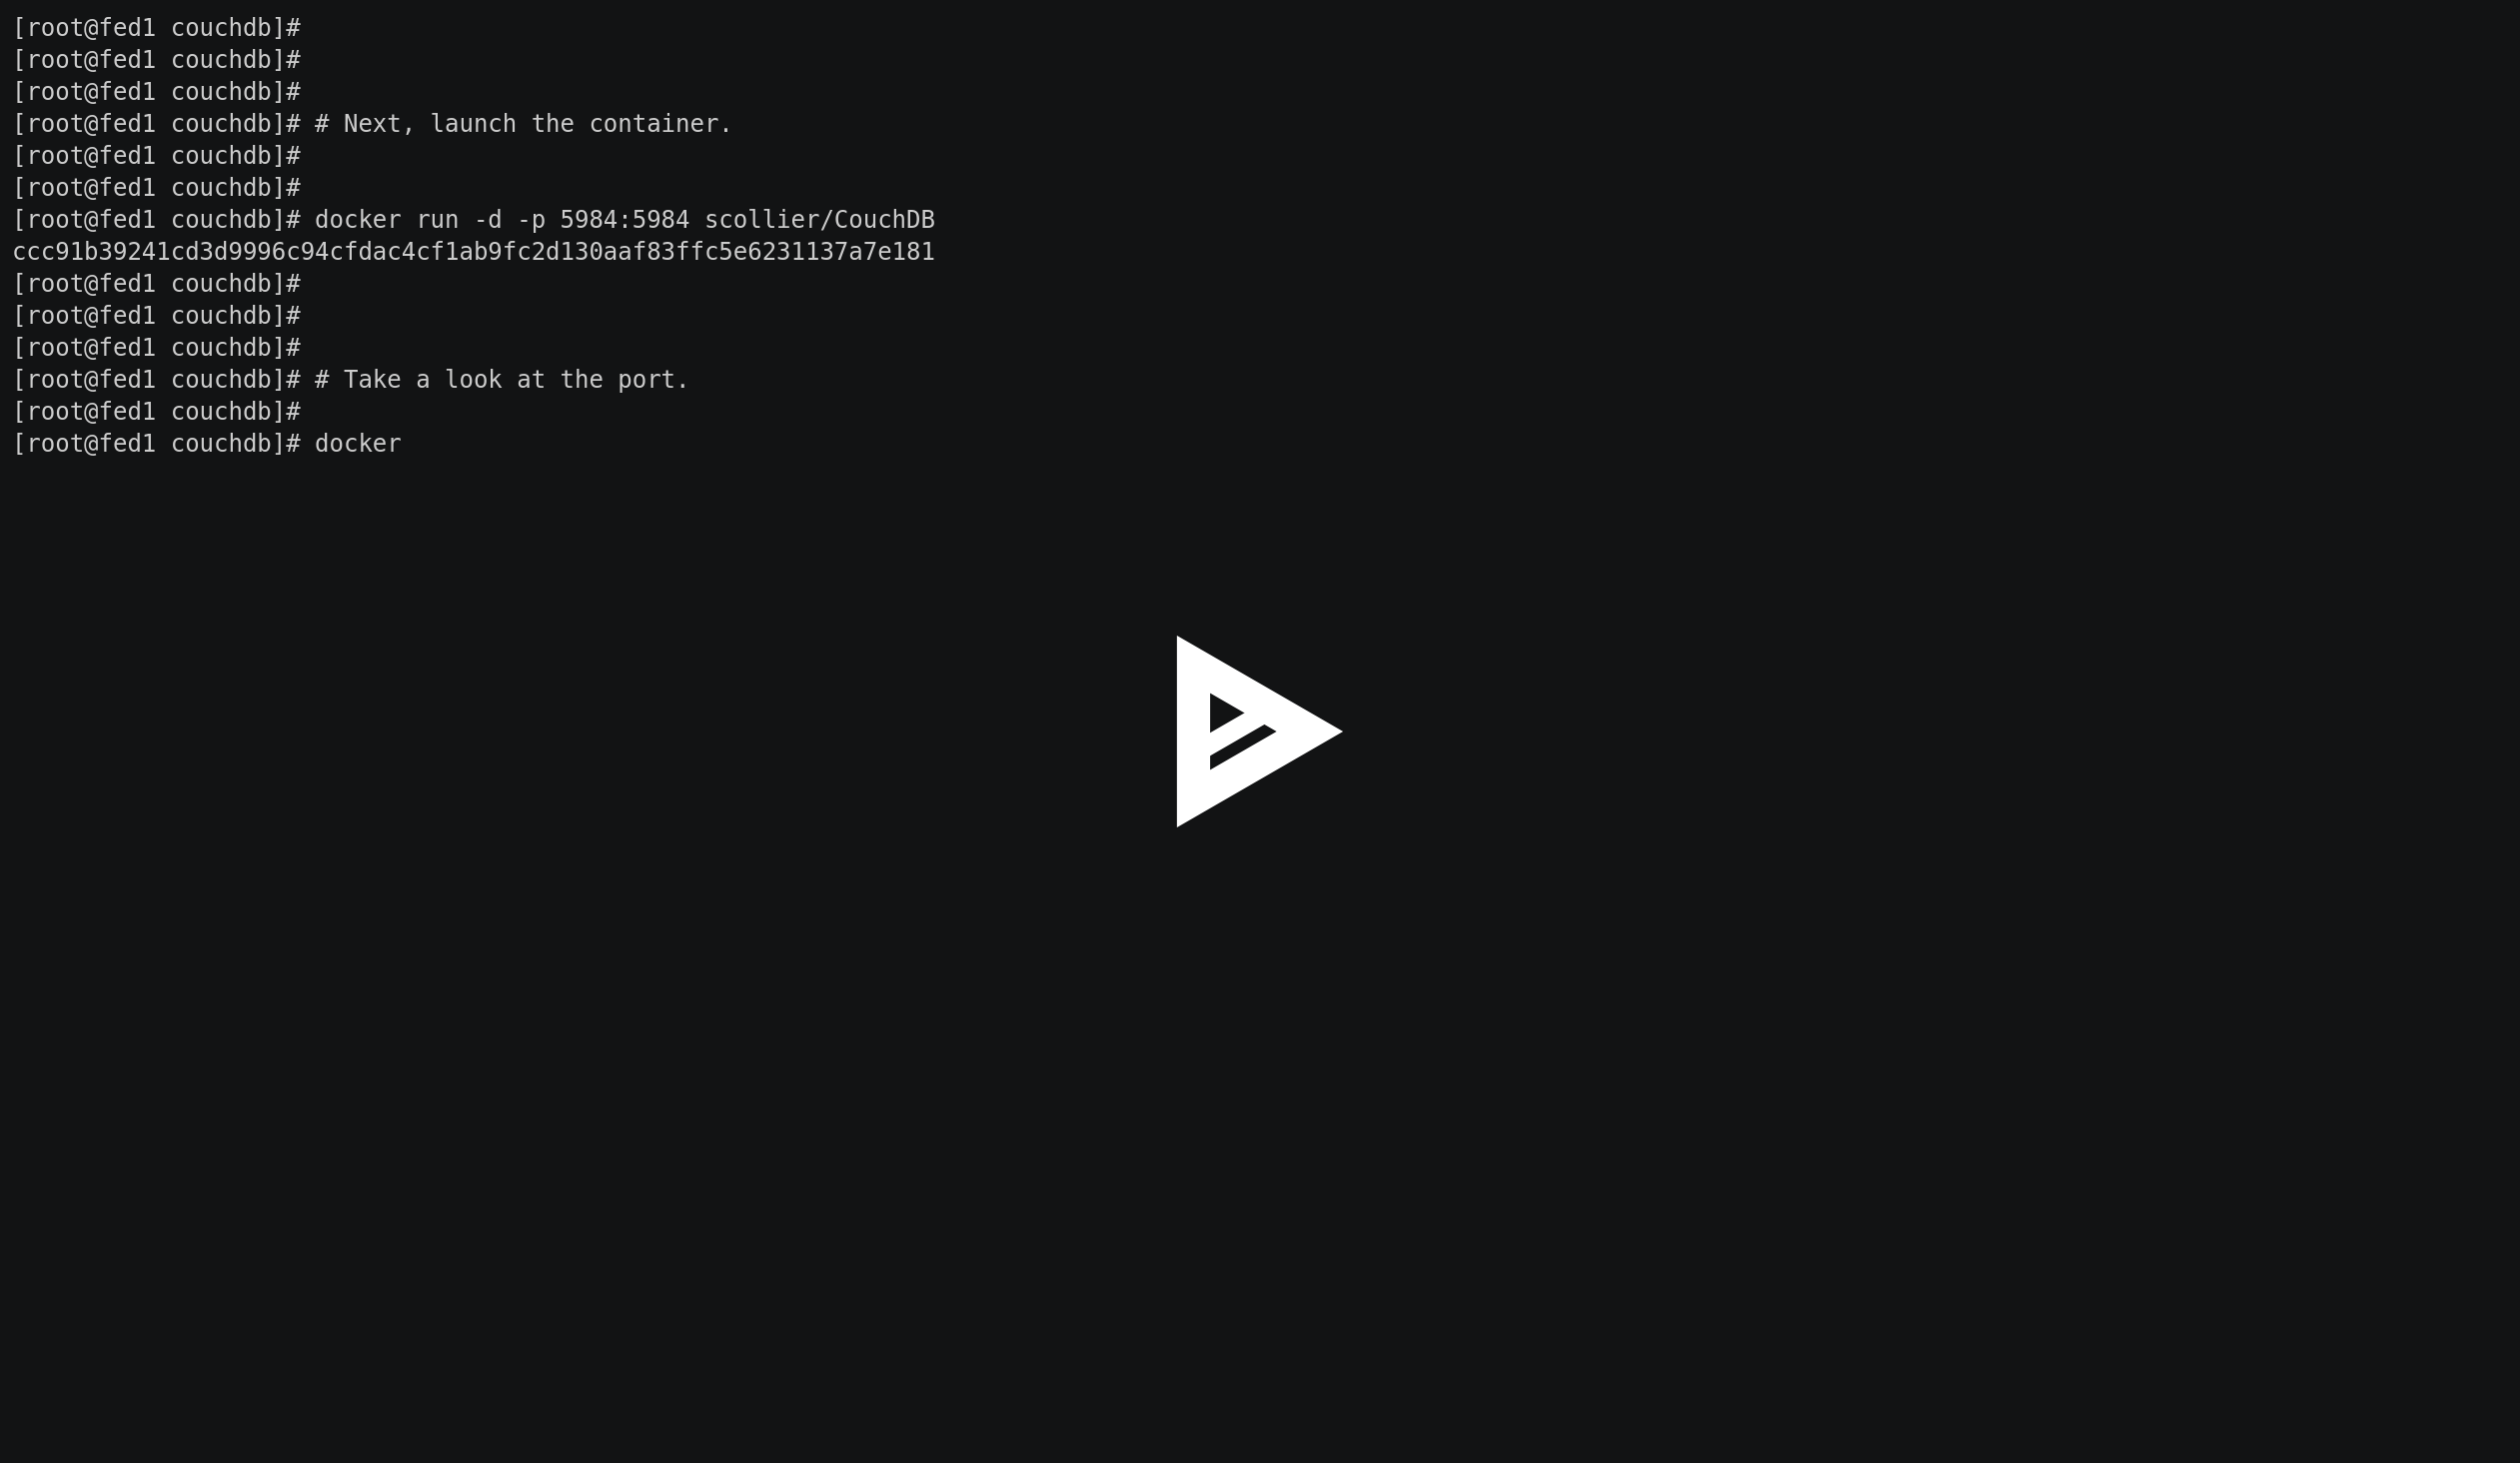 [root@fed1 couchdb]#
[root@fed1 couchdb]#
[root@fed1 couchdb]#
[root@fed1 couchdb]# # Next, launch the container.
[root@fed1 couchdb]#
[root@fed1 couchdb]#
[root@fed1 couchdb]# docker run -d -p 5984:5984 scollier/CouchDB
ccc91b39241cd3d9996c94cfdac4cf1ab9fc2d130aaf83ffc5e6231137a7e181
[root@fed1 couchdb]#
[root@fed1 couchdb]#
[root@fed1 couchdb]#
[root@fed1 couchdb]# # Take a look at the port.
[root@fed1 couchdb]#
[root@fed1 couchdb]# docker